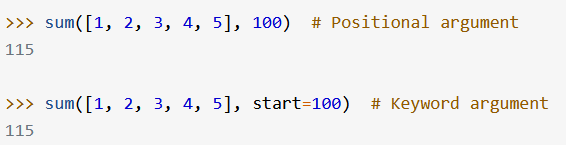 >>> sum([1, 2, 3, 4, 5], 100)  # Positional argument
115
>>> sum([1, 2, 3, 4, 5], start=100)  # Keyword argument
115